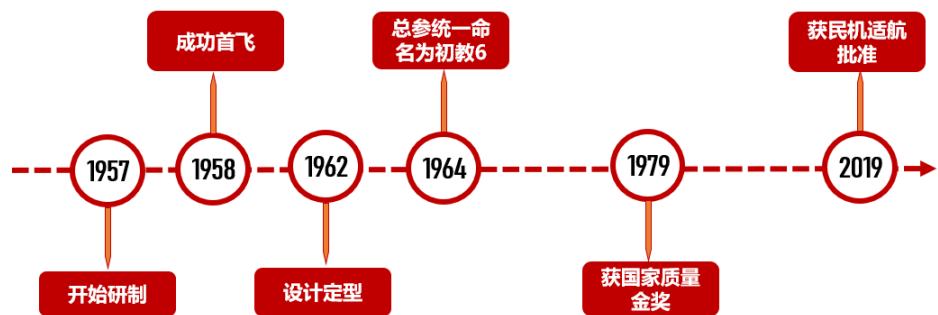 成功首飞
总参统一命
名为初教6
获民机适航
批准
1957
1958
1962
1964
1979
2019
开始研制
设计定型
获国家质量
金奖